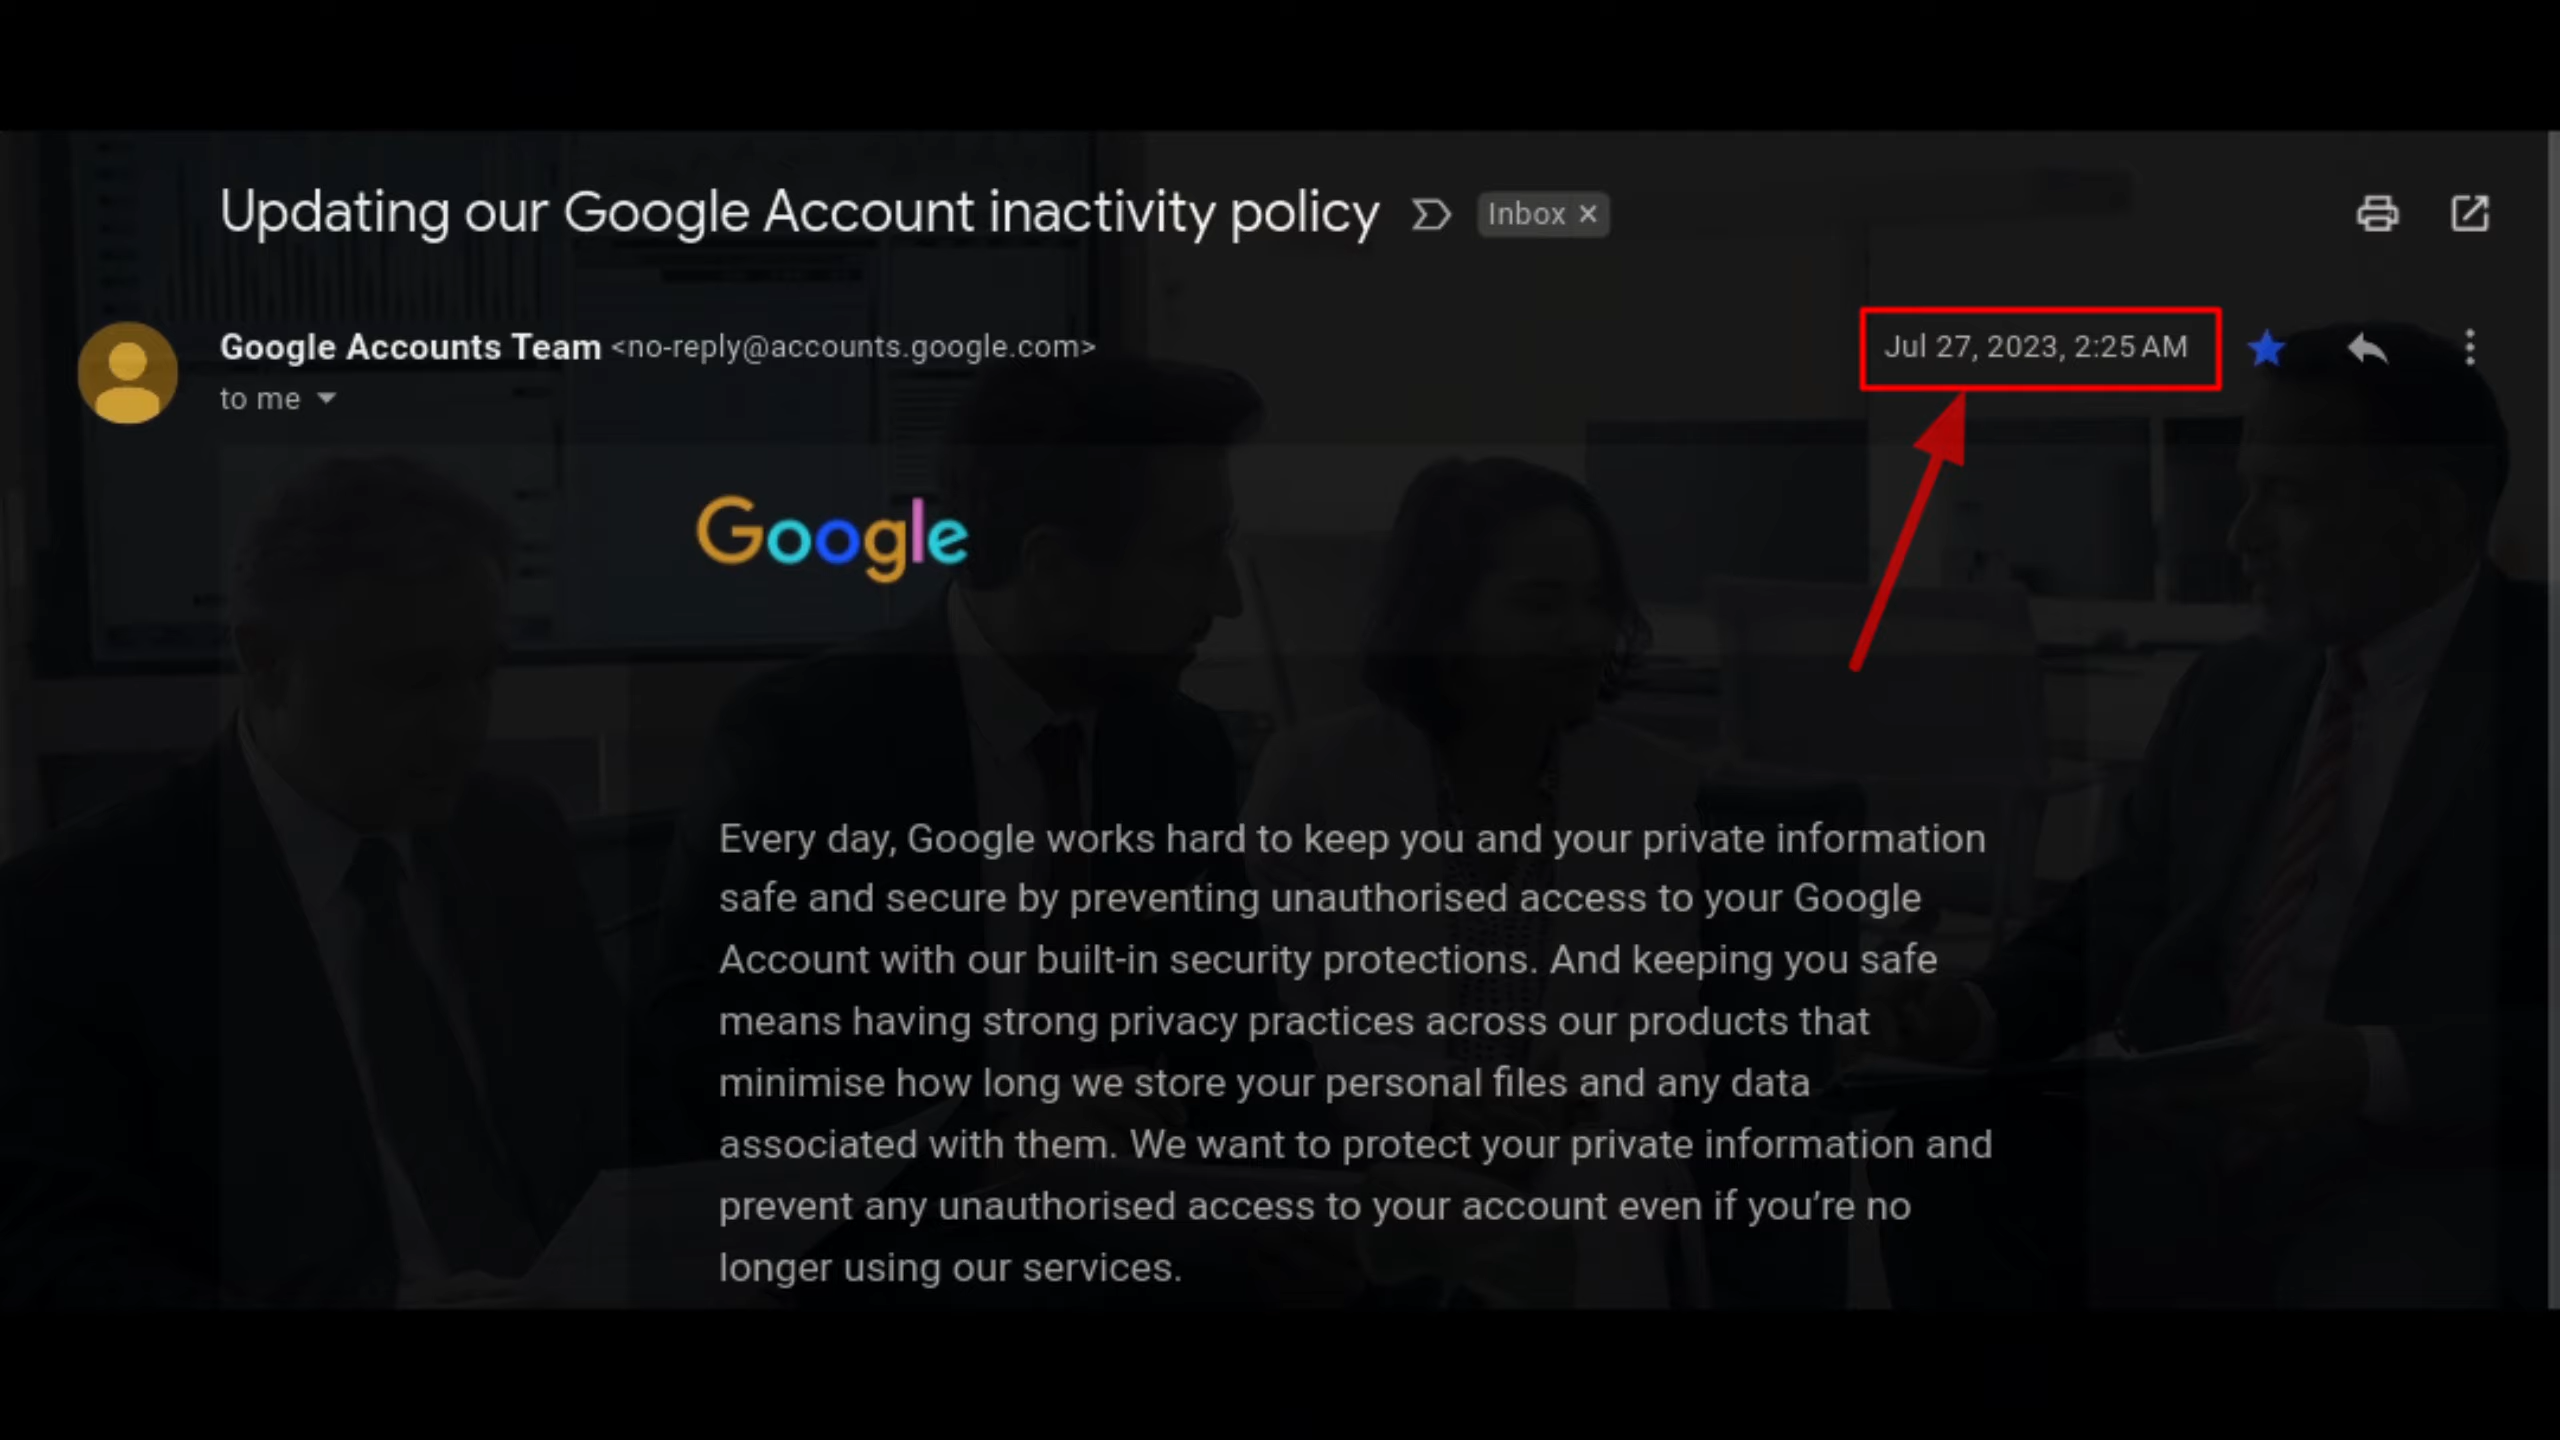 Updating our Google Account inactivity policy Inbox ×
Google Accounts Team <no-reply@accounts.google.com> Jul 27, 2023, 2:25 AM
to me
Google
Every day, Google works hard to keep you and your private information
safe and secure by preventing unauthorised access to your Google
Account with our built-in security protections. And keeping you safe
means having strong privacy practices across our products that
minimise how long we store your personal files and any data
associated with them. We want to protect your private information and
prevent any unauthorised access to your account even if you’re no
longer using our services.